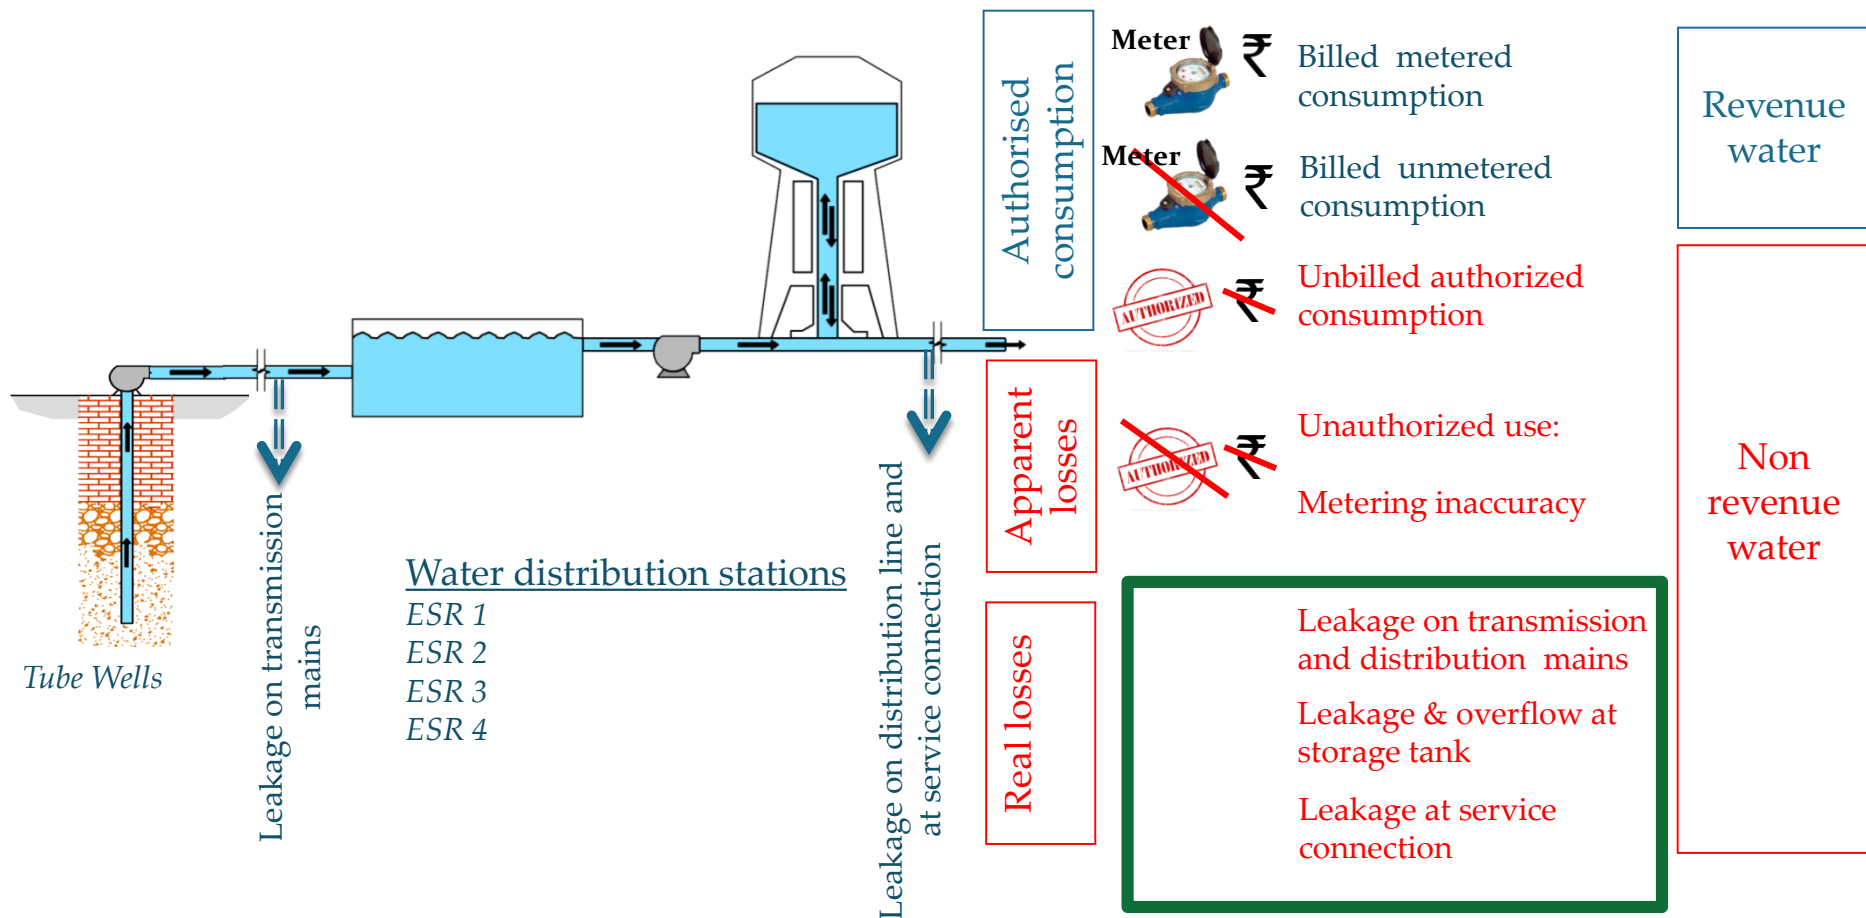 Meter
₹
Billed metered
consumption
Meter
₹
Billed unmetered
consumption
AUTHORIZED
₹
Unbilled authorized
consumption
Authorised
consumption
Revenue
water
AUTHORIZED
₹
Unauthorized use:
Metering inaccuracy
Apparent
losses
Non
revenue
water
Leakage on transmission
and distribution mains
Leakage & overflow at
storage tank
Leakage at service
connection
Real losses
Tube Wells
Leakage on transmission
mains
Water distribution stations
ESR 1
ESR 2
ESR 3
ESR 4
Leakage on distribution line and
at service connection